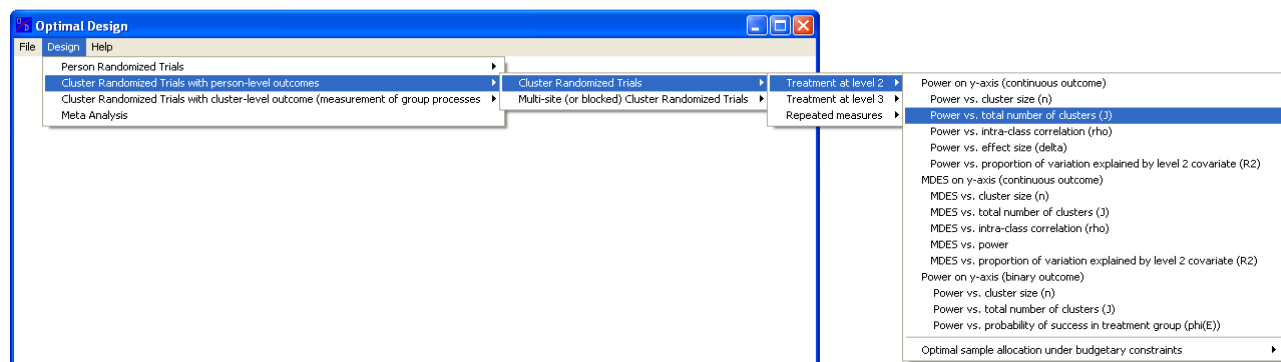 Optimal Design
File Design Help
Person Randomized Trials
Cluster Randomized Trials with person-level outcomes
Cluster Randomized Trials with cluster-level outcome (measurement of group processes
Meta Analysis
Cluster Randomized Trials
Multi-site (or blocked) Cluster Randomized Trials
Treatment at level 2
Treatment at level 3
Repeated measures
Power on y-axis (continuous outcome)
Power vs. cluster size (n)
Power vs. total number of clusters (J)
Power vs. intra-class correlation (rho)
Power vs. effect size (delta)
Power vs. proportion of variation explained by level 2 covariate (R2)
MDES on y-axis (continuous outcome)
MDES vs. cluster size (n)
MDES vs. total number of clusters (J)
MDES vs. intra-class correlation (rho)
MDES vs. power
MDES vs. proportion of variation explained by level 2 covariate (R2)
Power on y-axis (binary outcome)
Power vs. cluster size (n)
Power vs. total number of clusters (J)
Power vs. probability of success in treatment group (phi(E))
Optimal sample allocation under budgetary constraints